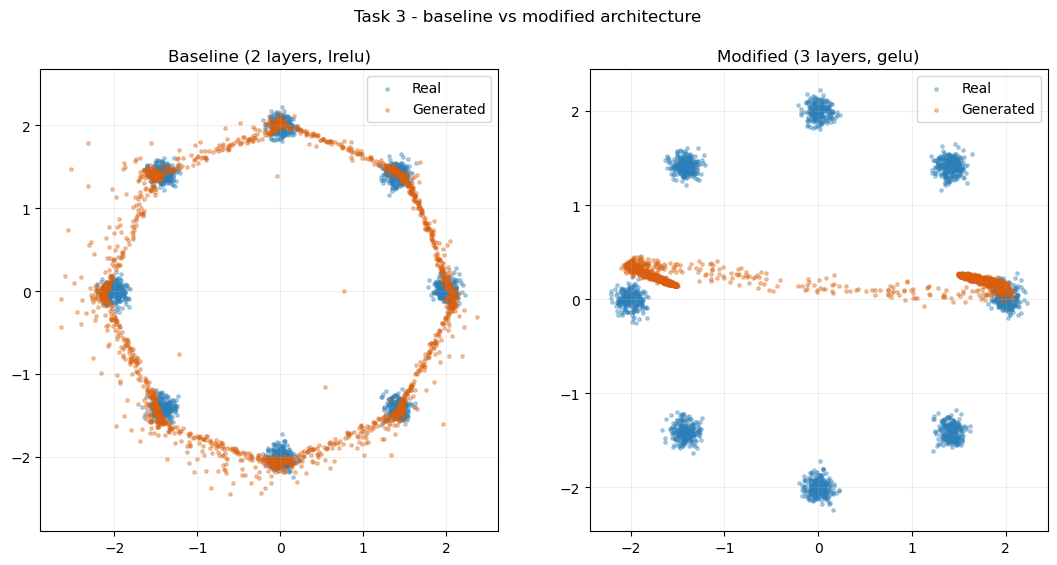 Task 3 - baseline vs modified architecture
Baseline (2 layers, lrelu)
Real
Generated
2
1
0
−1
−2
−2 −1 0 1 2
Modified (3 layers, gelu)
Real
Generated
2
1
0
−1
−2
−2 −1 0 1 2